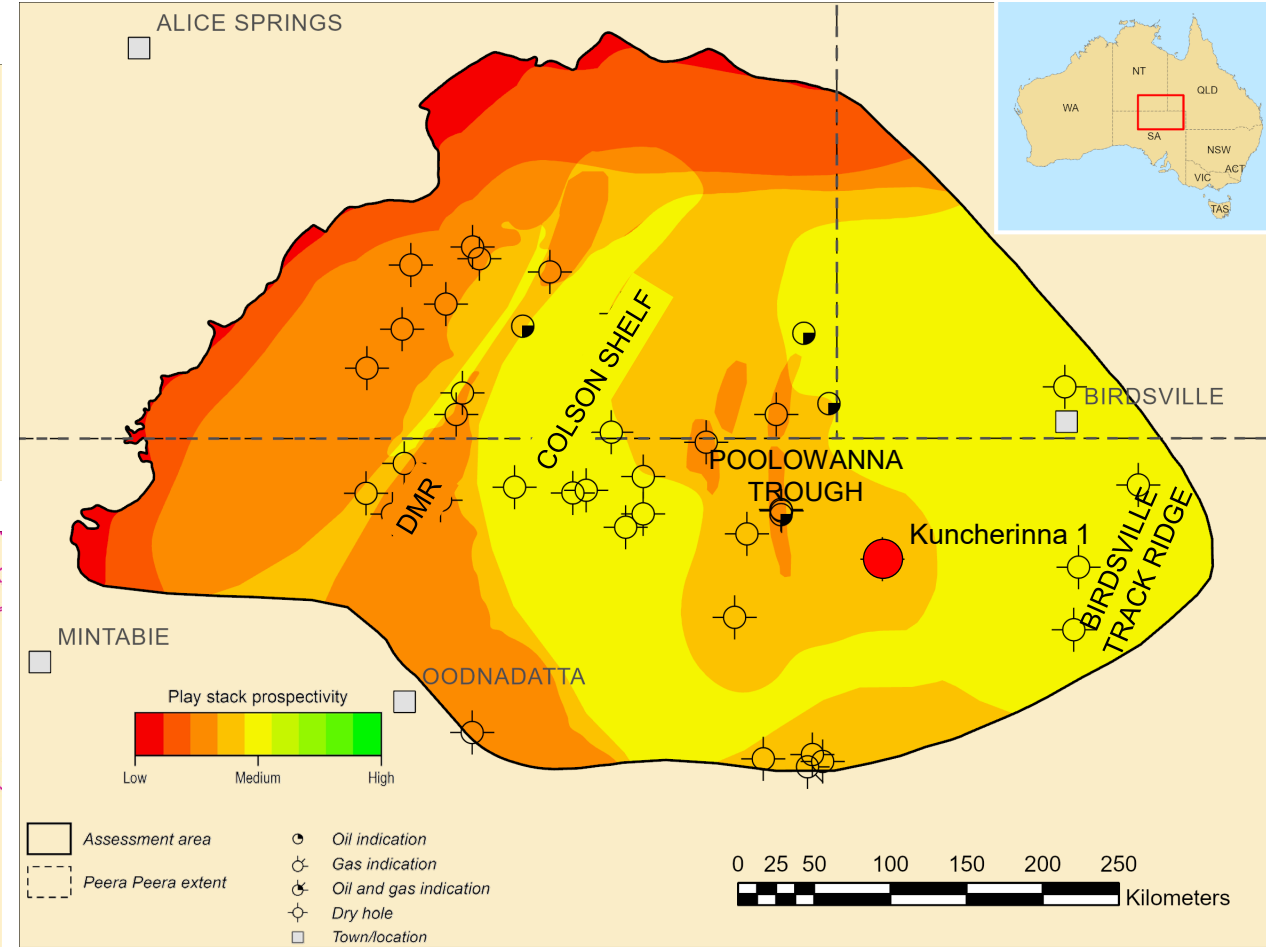 ALICE SPRINGS
NT
QLD
WA
SA
NSW
ACT
VIC
TAS
COLSON SHELF
BIRDSVILLE
POOLOWANNA
TROUGH
DMR
Kuncherinna 1
BIRDSVILLE
TRACK RIDGE
MINTABIE
OODNADATTA
Play stack prospectivity
Low
Medium
High
Assessment area
Peera Peera extent
Oil indication
Gas indication
Oil and gas indication
Dry hole
Town/location
0 25 50 100 150 200 250
Kilometers